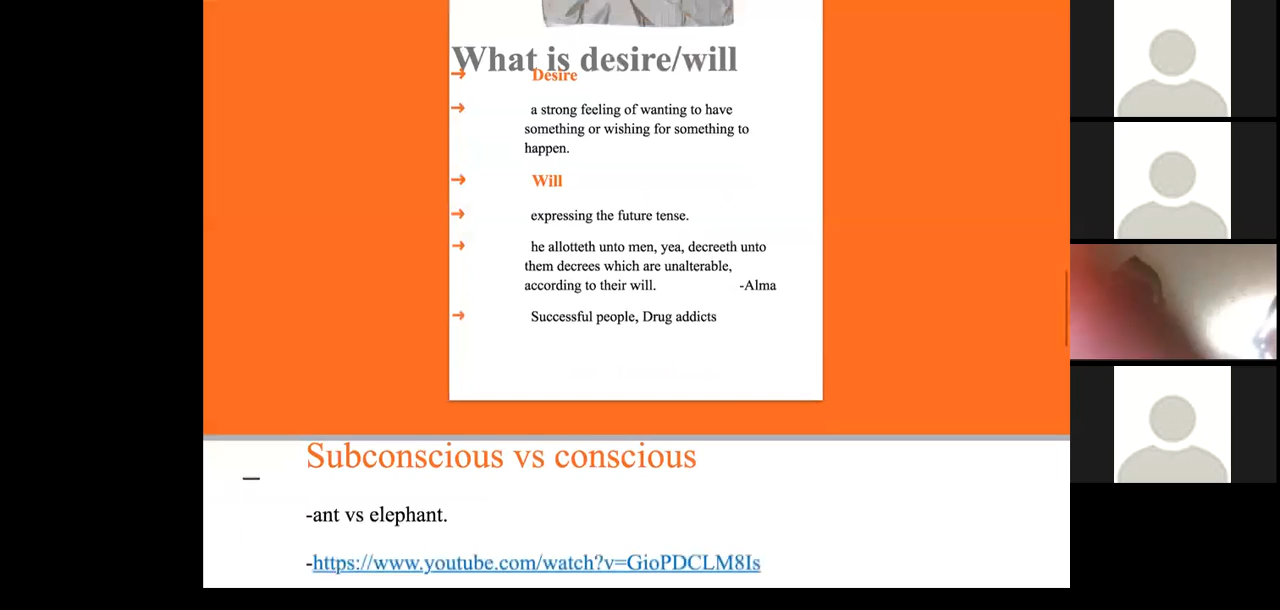 What is desire/will
→ Desire
→ a strong feeling of wanting to have
something or wishing for something to
happen.
→ Will
→ expressing the future tense.
→ he allotteth unto men, yea, decreeth unto
them decrees which are unalterable,
according to their will. -Alma
→ Successful people, Drug addicts
Subconscious vs conscious
-ant vs elephant.
-https://www.youtube.com/watch?v=GioPDCLM8Is